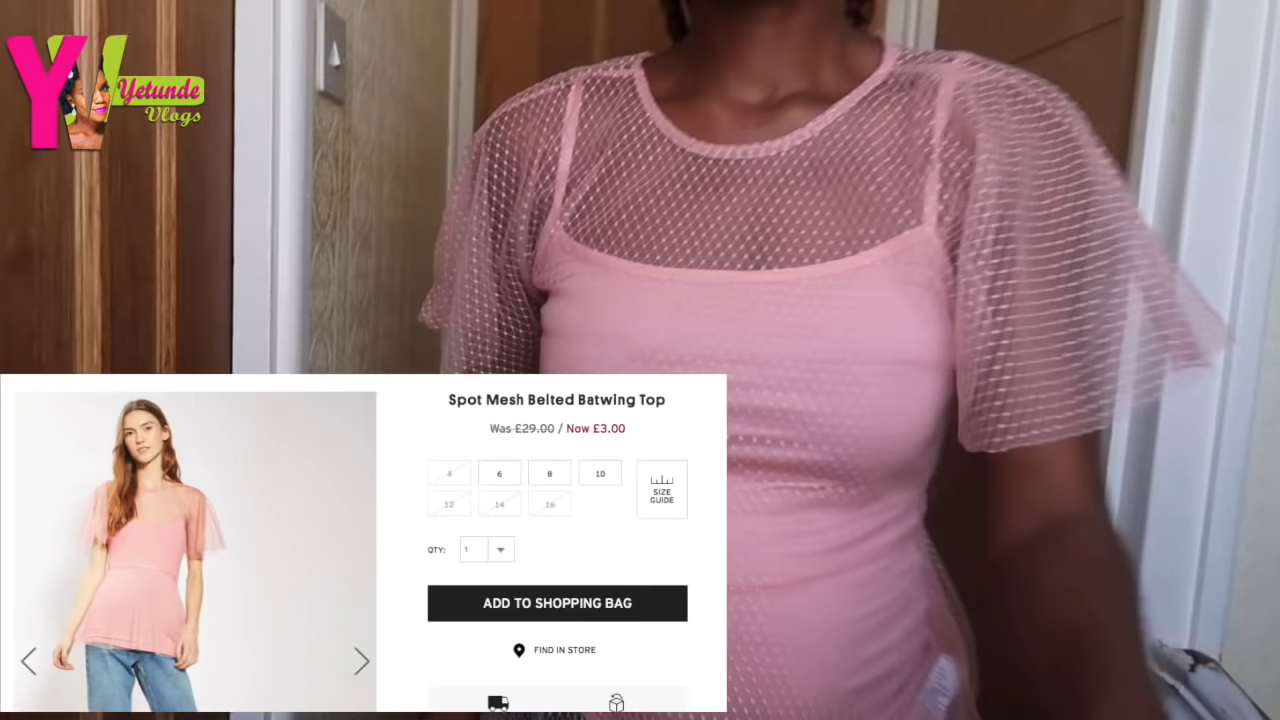 YV
Yetunde
Vlogs
Spot Mesh Belted Batwing Top
Was £29.00 / Now £3.00
4 6 8 10
12 14 16
SIZE
GUIDE
QTY: 1
ADD TO SHOPPING BAG
FIND IN STORE